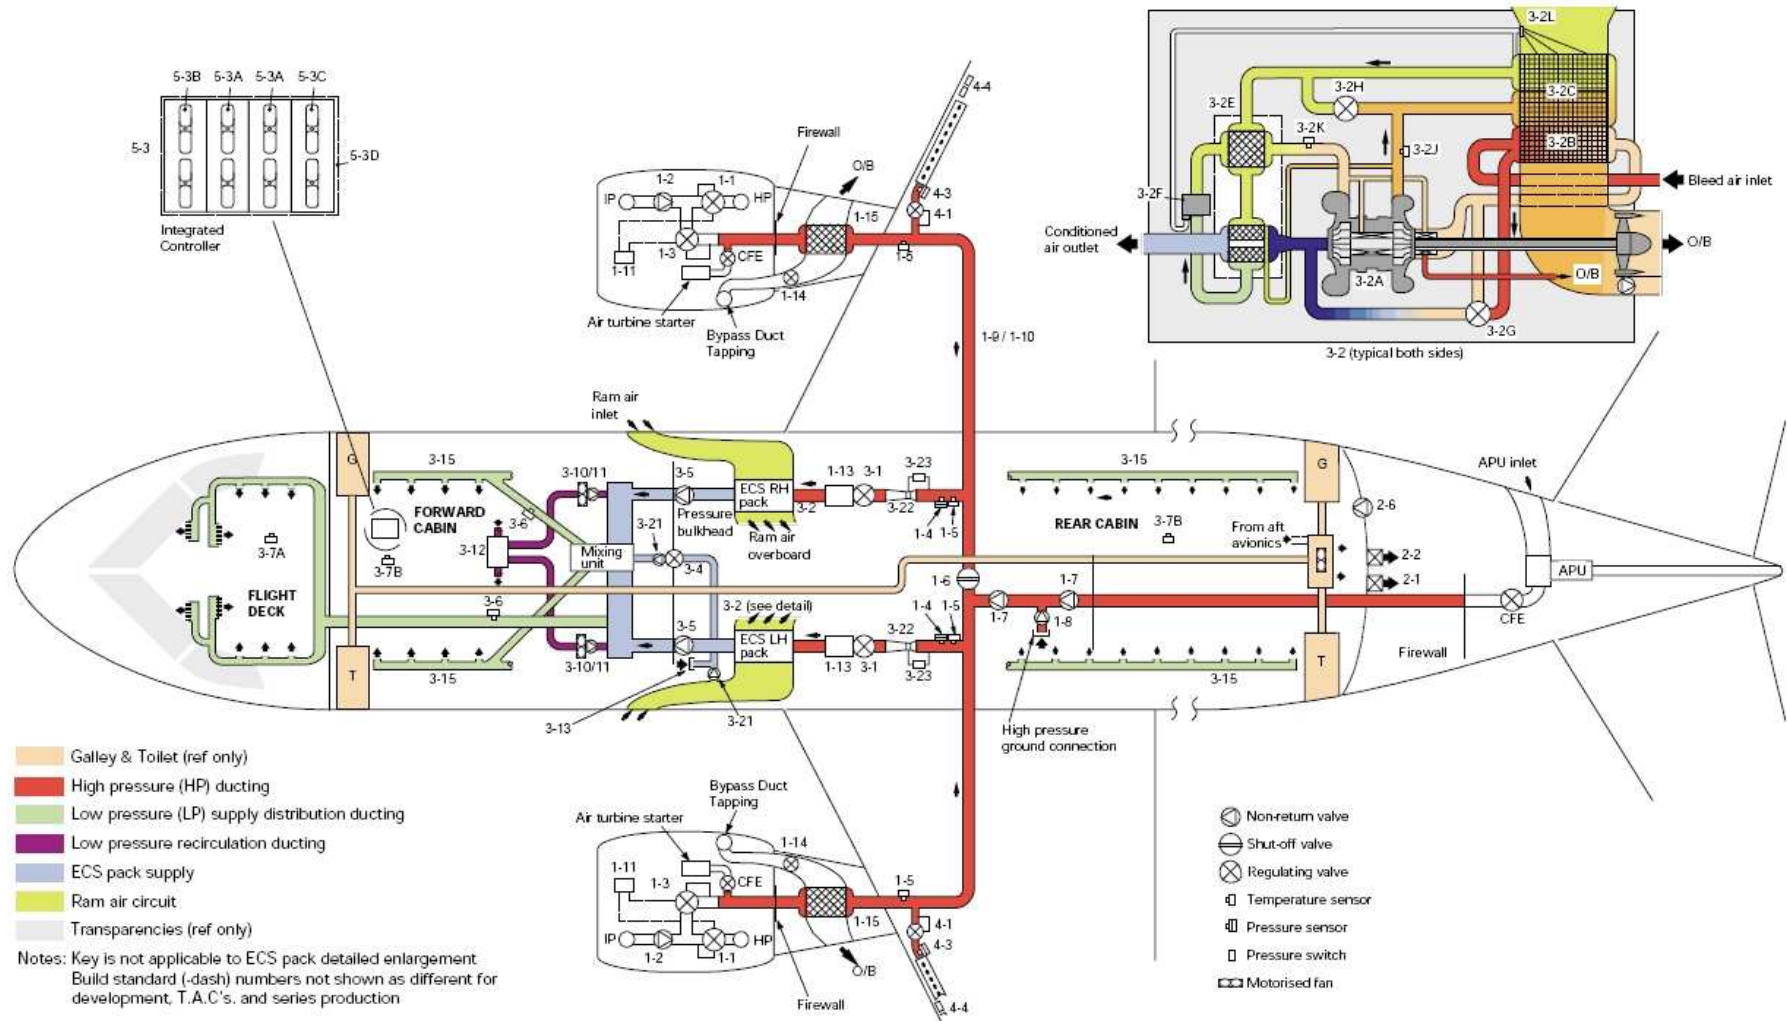 5-3B 5-3A 5-3A 5-3C
5-3
5-3D
Integrated
Controller
4-4
Firewall
O/B
1-2 1-1
IP
HP
4-3
4-1
1-15
1-3
CFE
1-5
1-11
1-14
Air turbine starter
Bypass Duct
Tapping
1-9 / 1-10
3-2L
3-2H
3-2C
3-2E
3-2K
3-2B
3-2J
3-2F
Bleed air inlet
Conditioned
air outlet
O/B
O/B
3-2A
3-2G
3-2 (typical both sides)
Ram air
inlet
G
3-15
3-10/11
3-5
1-13
3-1
3-23
3-15
G
APU inlet
ECS RH
pack
3-2
3-22
FORWARD
CABIN
3-6
3-21
Pressure
bulkhead
1-4
1-5
REAR CABIN
3-7B
From aft
avionics
2-6
3-7A
3-7B
3-12
Mixing
unit
3-4
Ram air
overboard
2-2
1-6
1-7
2-1
APU
FLIGHT
DECK
3-6
3-2 (see detail)
1-4
1-5
1-7
1-8
CFE
3-5
ECS LH
pack
3-22
T
3-15
3-10/11
1-13
3-1
3-23
3-15
T
Firewall
3-13
3-21
High pressure
ground connection
Galley & Toilet (ref only)
High pressure (HP) ducting
Low pressure (LP) supply distribution ducting
Low pressure recirculation ducting
ECS pack supply
Ram air circuit
Transparencies (ref only)
Notes: Key is not applicable to ECS pack detailed enlargement
Build standard (-dash) numbers not shown as different for
development, T.A.C's. and series production
Bypass Duct
Tapping
Air turbine starter
1-14
1-11
1-3
CFE
1-5
1-15
4-1
IP
HP
4-3
1-2
1-1
O/B
Firewall
4-4
Non-return valve
Shut-off valve
Regulating valve
Temperature sensor
Pressure sensor
Pressure switch
Motorised fan